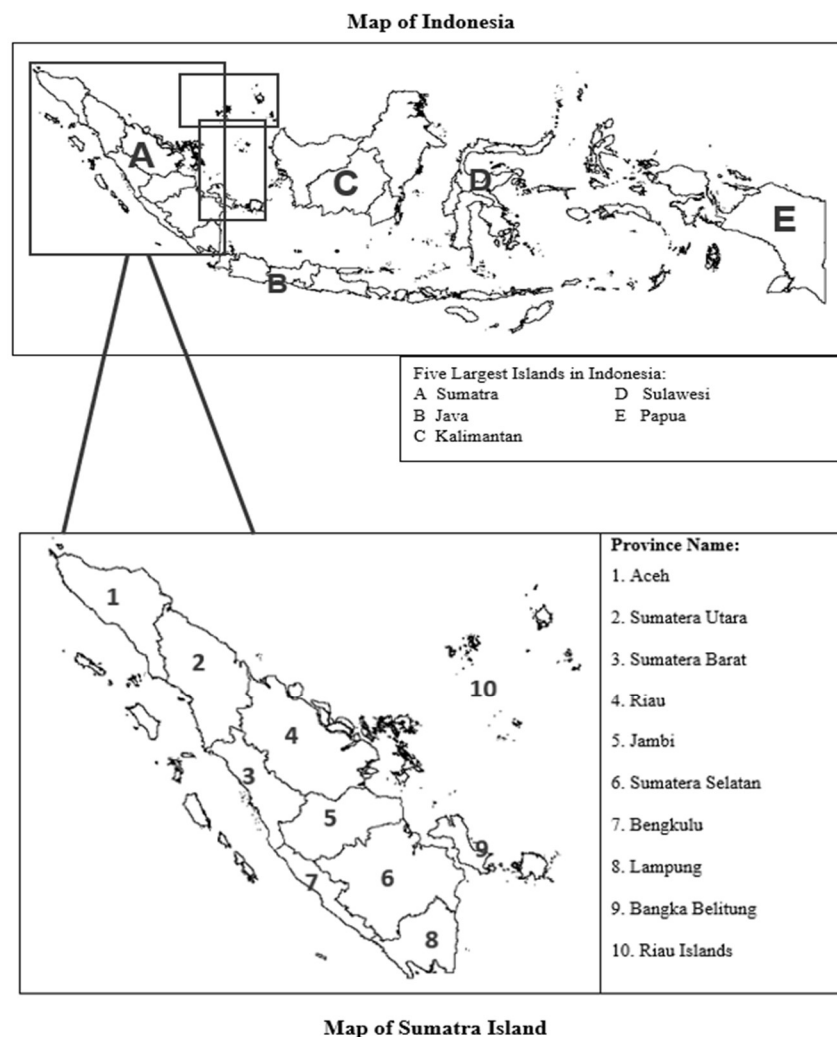 Map of Indonesia
A
B
C
D
E
Five Largest Islands in Indonesia:
A Sumatra D Sulawesi
B Java E Papua
C Kalimantan
1
2
3
4
5
6
7
8
9
10
Province Name:
1. Aceh
2. Sumatera Utara
3. Sumatera Barat
4. Riau
5. Jambi
6. Sumatera Selatan
7. Bengkulu
8. Lampung
9. Bangka Belitung
10. Riau Islands
Map of Sumatra Island